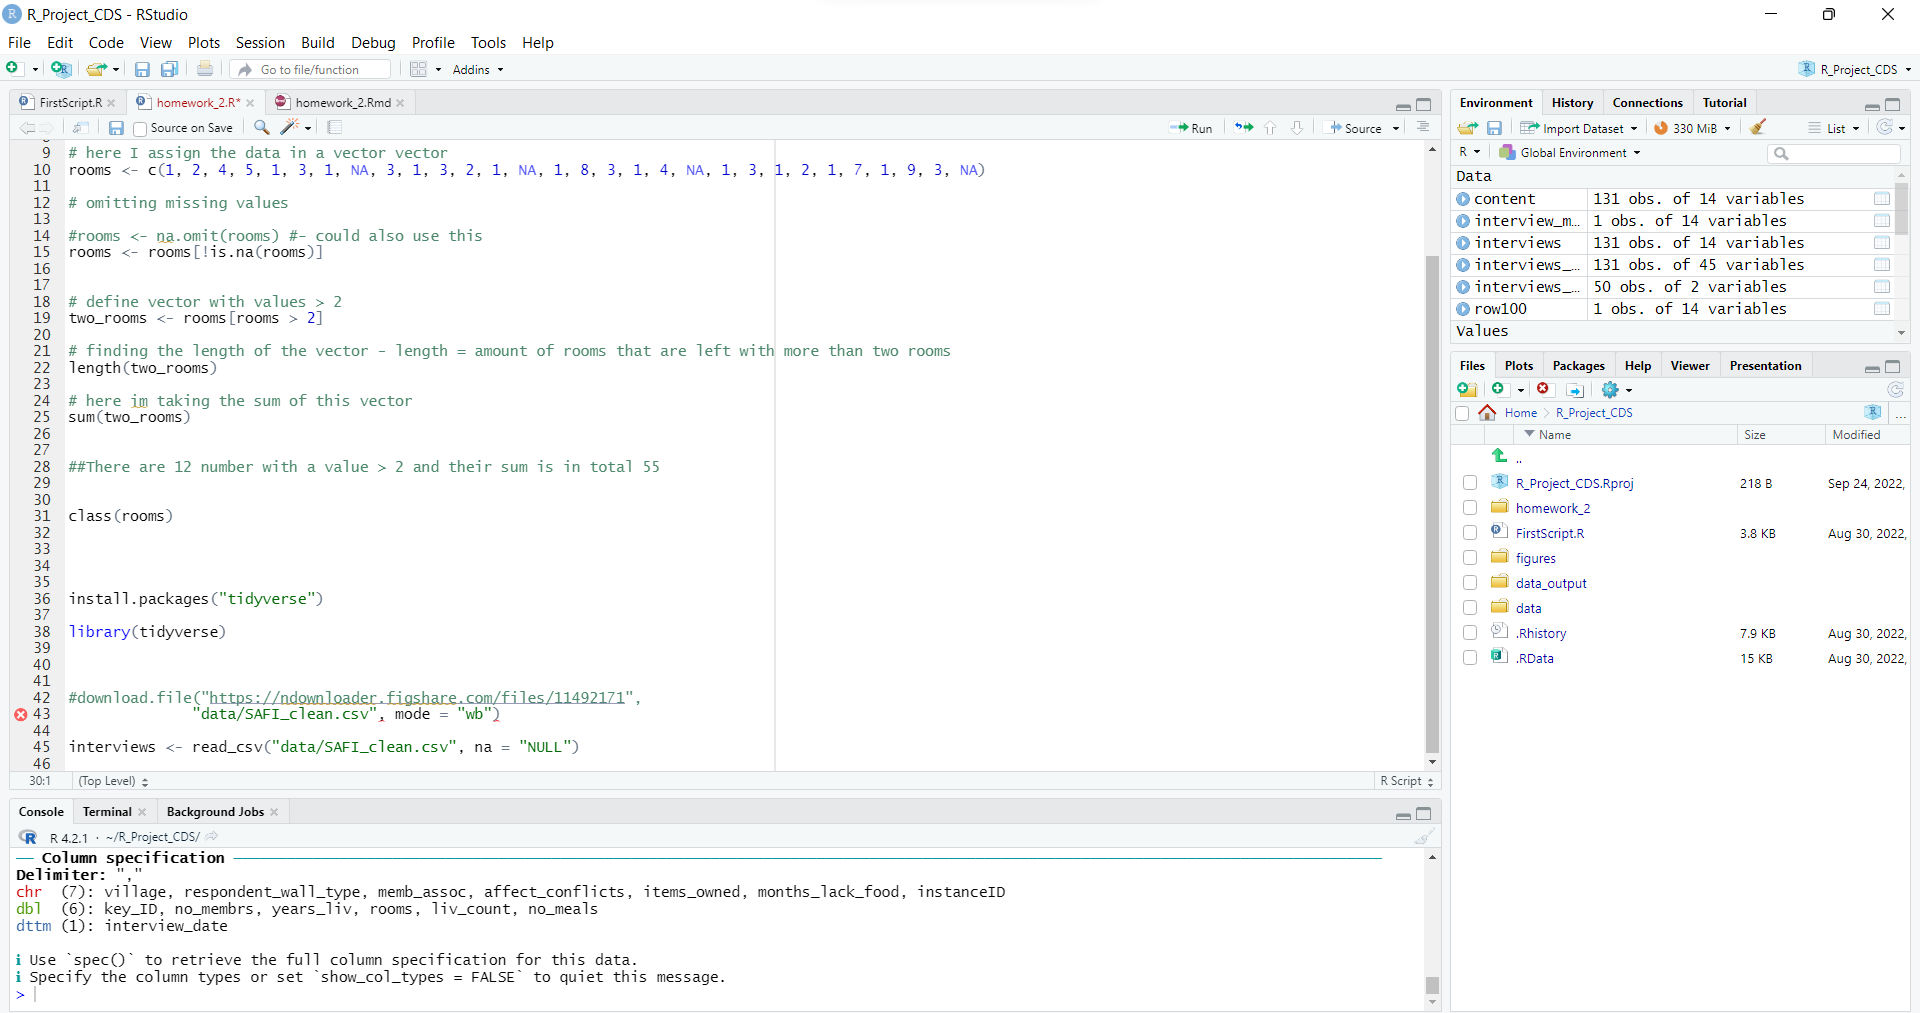 R_Project_CDS - RStudio
File Edit Code View Plots Session Build Debug Profile Tools Help
Go to file/function Addins R_Project_CDS
FirstScript.R homework_2.R* homework_2.Rmd
Source on Save Run Source
9 # here I assign the data in a vector vector
10 rooms <- c(1, 2, 4, 5, 1, 3, 1, NA, 3, 1, 3, 2, 1, NA, 1, 8, 3, 1, 4, NA, 1, 3, 1, 2, 1, 7, 1, 9, 3, NA)
11
12 # omitting missing values
13
14 #rooms <- na.omit(rooms) #- could also use this
15 rooms <- rooms[!is.na(rooms)]
16
17
18 # define vector with values > 2
19 two_rooms <- rooms[rooms > 2]
20
21 # finding the length of the vector - length = amount of rooms that are left with more than two rooms
22 length(two_rooms)
23
24 # here im taking the sum of this vector
25 sum(two_rooms)
26
27
28 ##There are 12 number with a value > 2 and their sum is in total 55
29
30
31 class(rooms)
32
33
34
35
36 install.packages("tidyverse")
37
38 library(tidyverse)
39
40
41
42 #download.file("https://ndownloader.figshare.com/files/11492171",
43 "data/SAFI_clean.csv", mode = "wb")
44
45 interviews <- read_csv("data/SAFI_clean.csv", na = "NULL")
46
30:1 (Top Level) R Script
Console Terminal Background Jobs
R 4.2.1 · ~/R_Project_CDS/
Column specification
Delimiter: ","
chr (7): village, respondent_wall_type, memb_assoc, affect_conflicts, items_owned, months_lack_food, instanceID
dbl (6): key_ID, no_membrs, years_liv, rooms, liv_count, no_meals
dttm (1): interview_date
i Use `spec()` to retrieve the full column specification for this data.
i Specify the column types or set `show_col_types = FALSE` to quiet this message.
>
Environment History Connections Tutorial
Import Dataset 330 MiB List
R Global Environment
Data
content 131 obs. of 14 variables
interview_m… 1 obs. of 14 variables
interviews 131 obs. of 14 variables
interviews_… 131 obs. of 45 variables
interviews_… 50 obs. of 2 variables
row100 1 obs. of 14 variables
Values
Files Plots Packages Help Viewer Presentation
Home R_Project_CDS ...
Name Size Modified
..
R_Project_CDS.Rproj 218 B Sep 24, 2022,
homework_2
FirstScript.R 3.8 KB Aug 30, 2022,
figures
data_output
data
.Rhistory 7.9 KB Aug 30, 2022,
.RData 15 KB Aug 30, 2022,